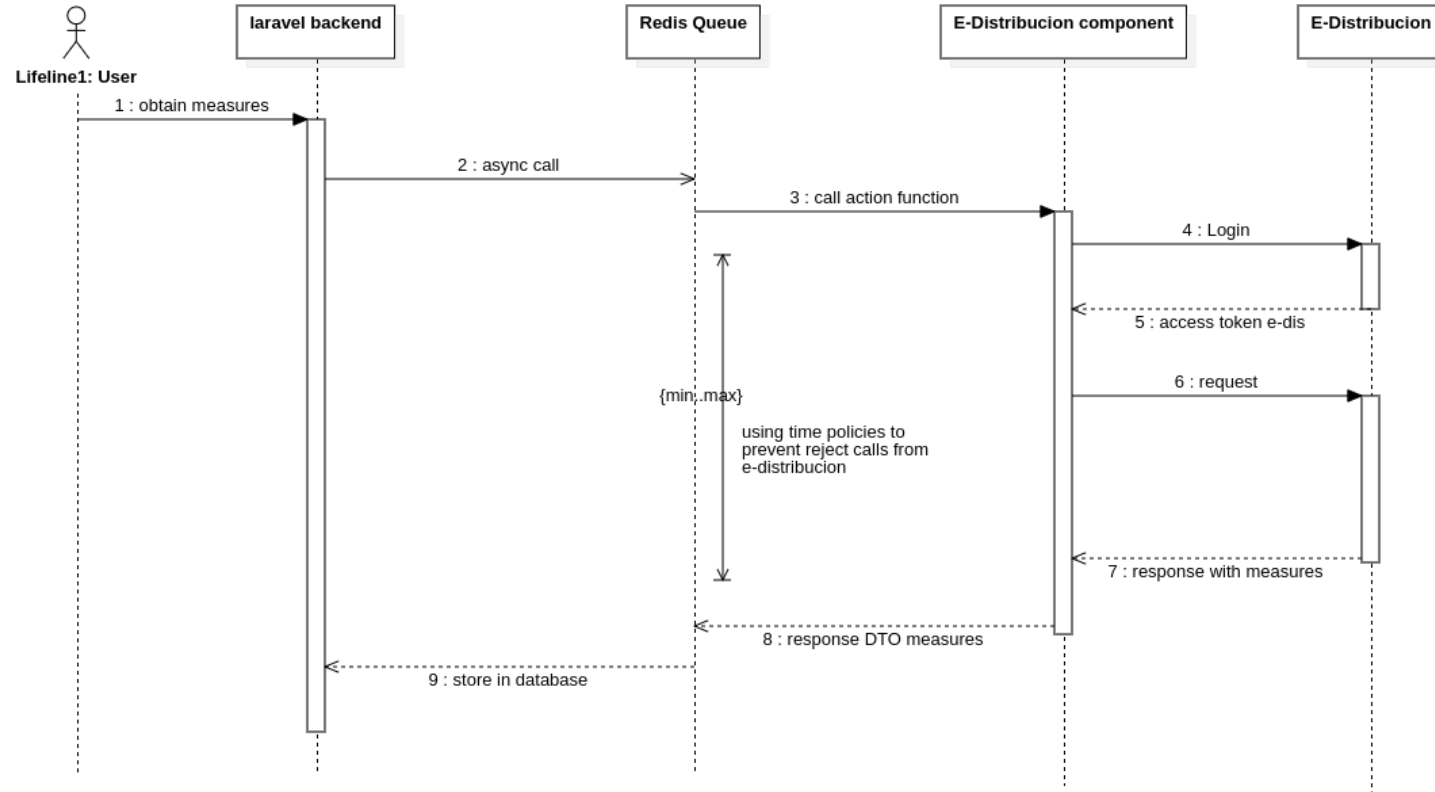 laravel backend
Redis Queue
E-Distribucion component
E-Distribucion
Lifeline1: User
1 : obtain measures
2 : async call
3 : call action function
4 : Login
5 : access token e-dis
6 : request
{min..max}
using time policies to
prevent reject calls from
e-distribucion
7 : response with measures
8 : response DTO measures
9 : store in database